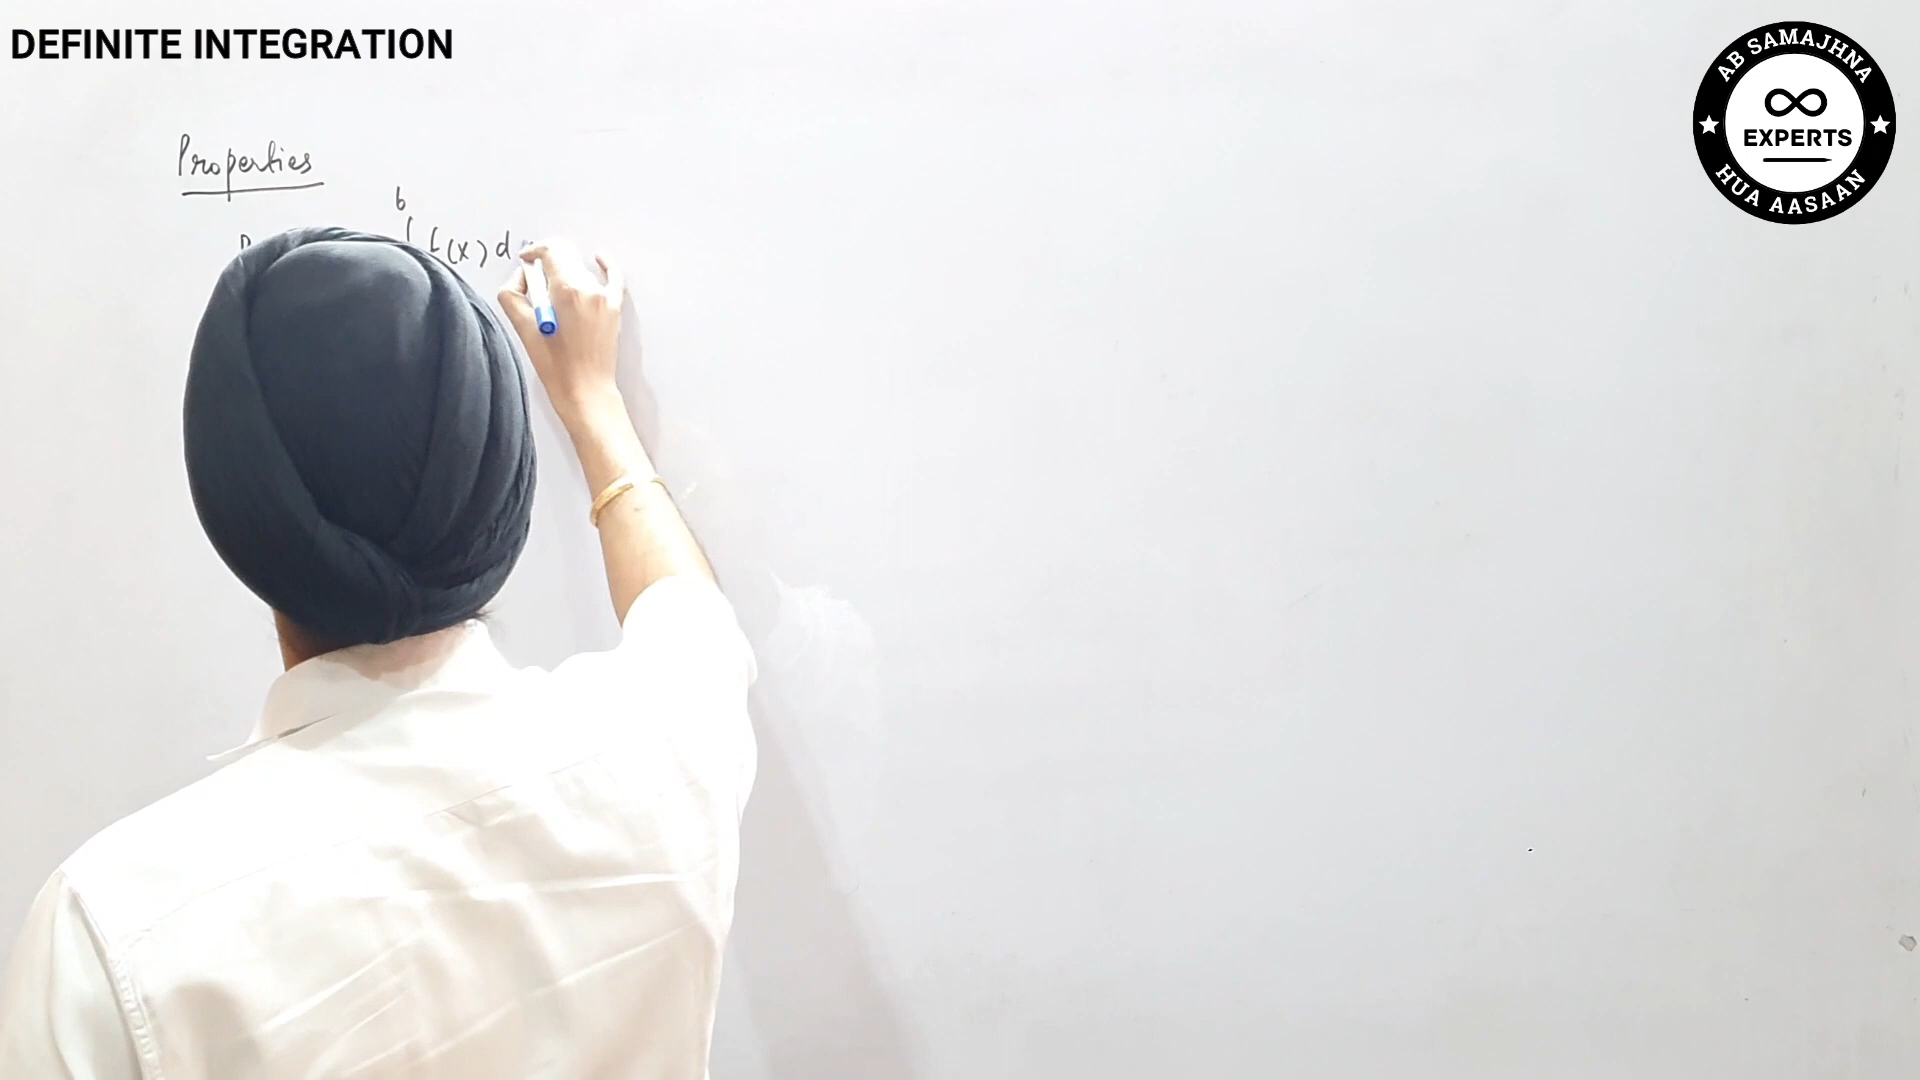 DEFINITE INTEGRATION
AB SAMAJHNA
EXPERTS
HUA AASAAN
Properties
b
∫ f(x) d